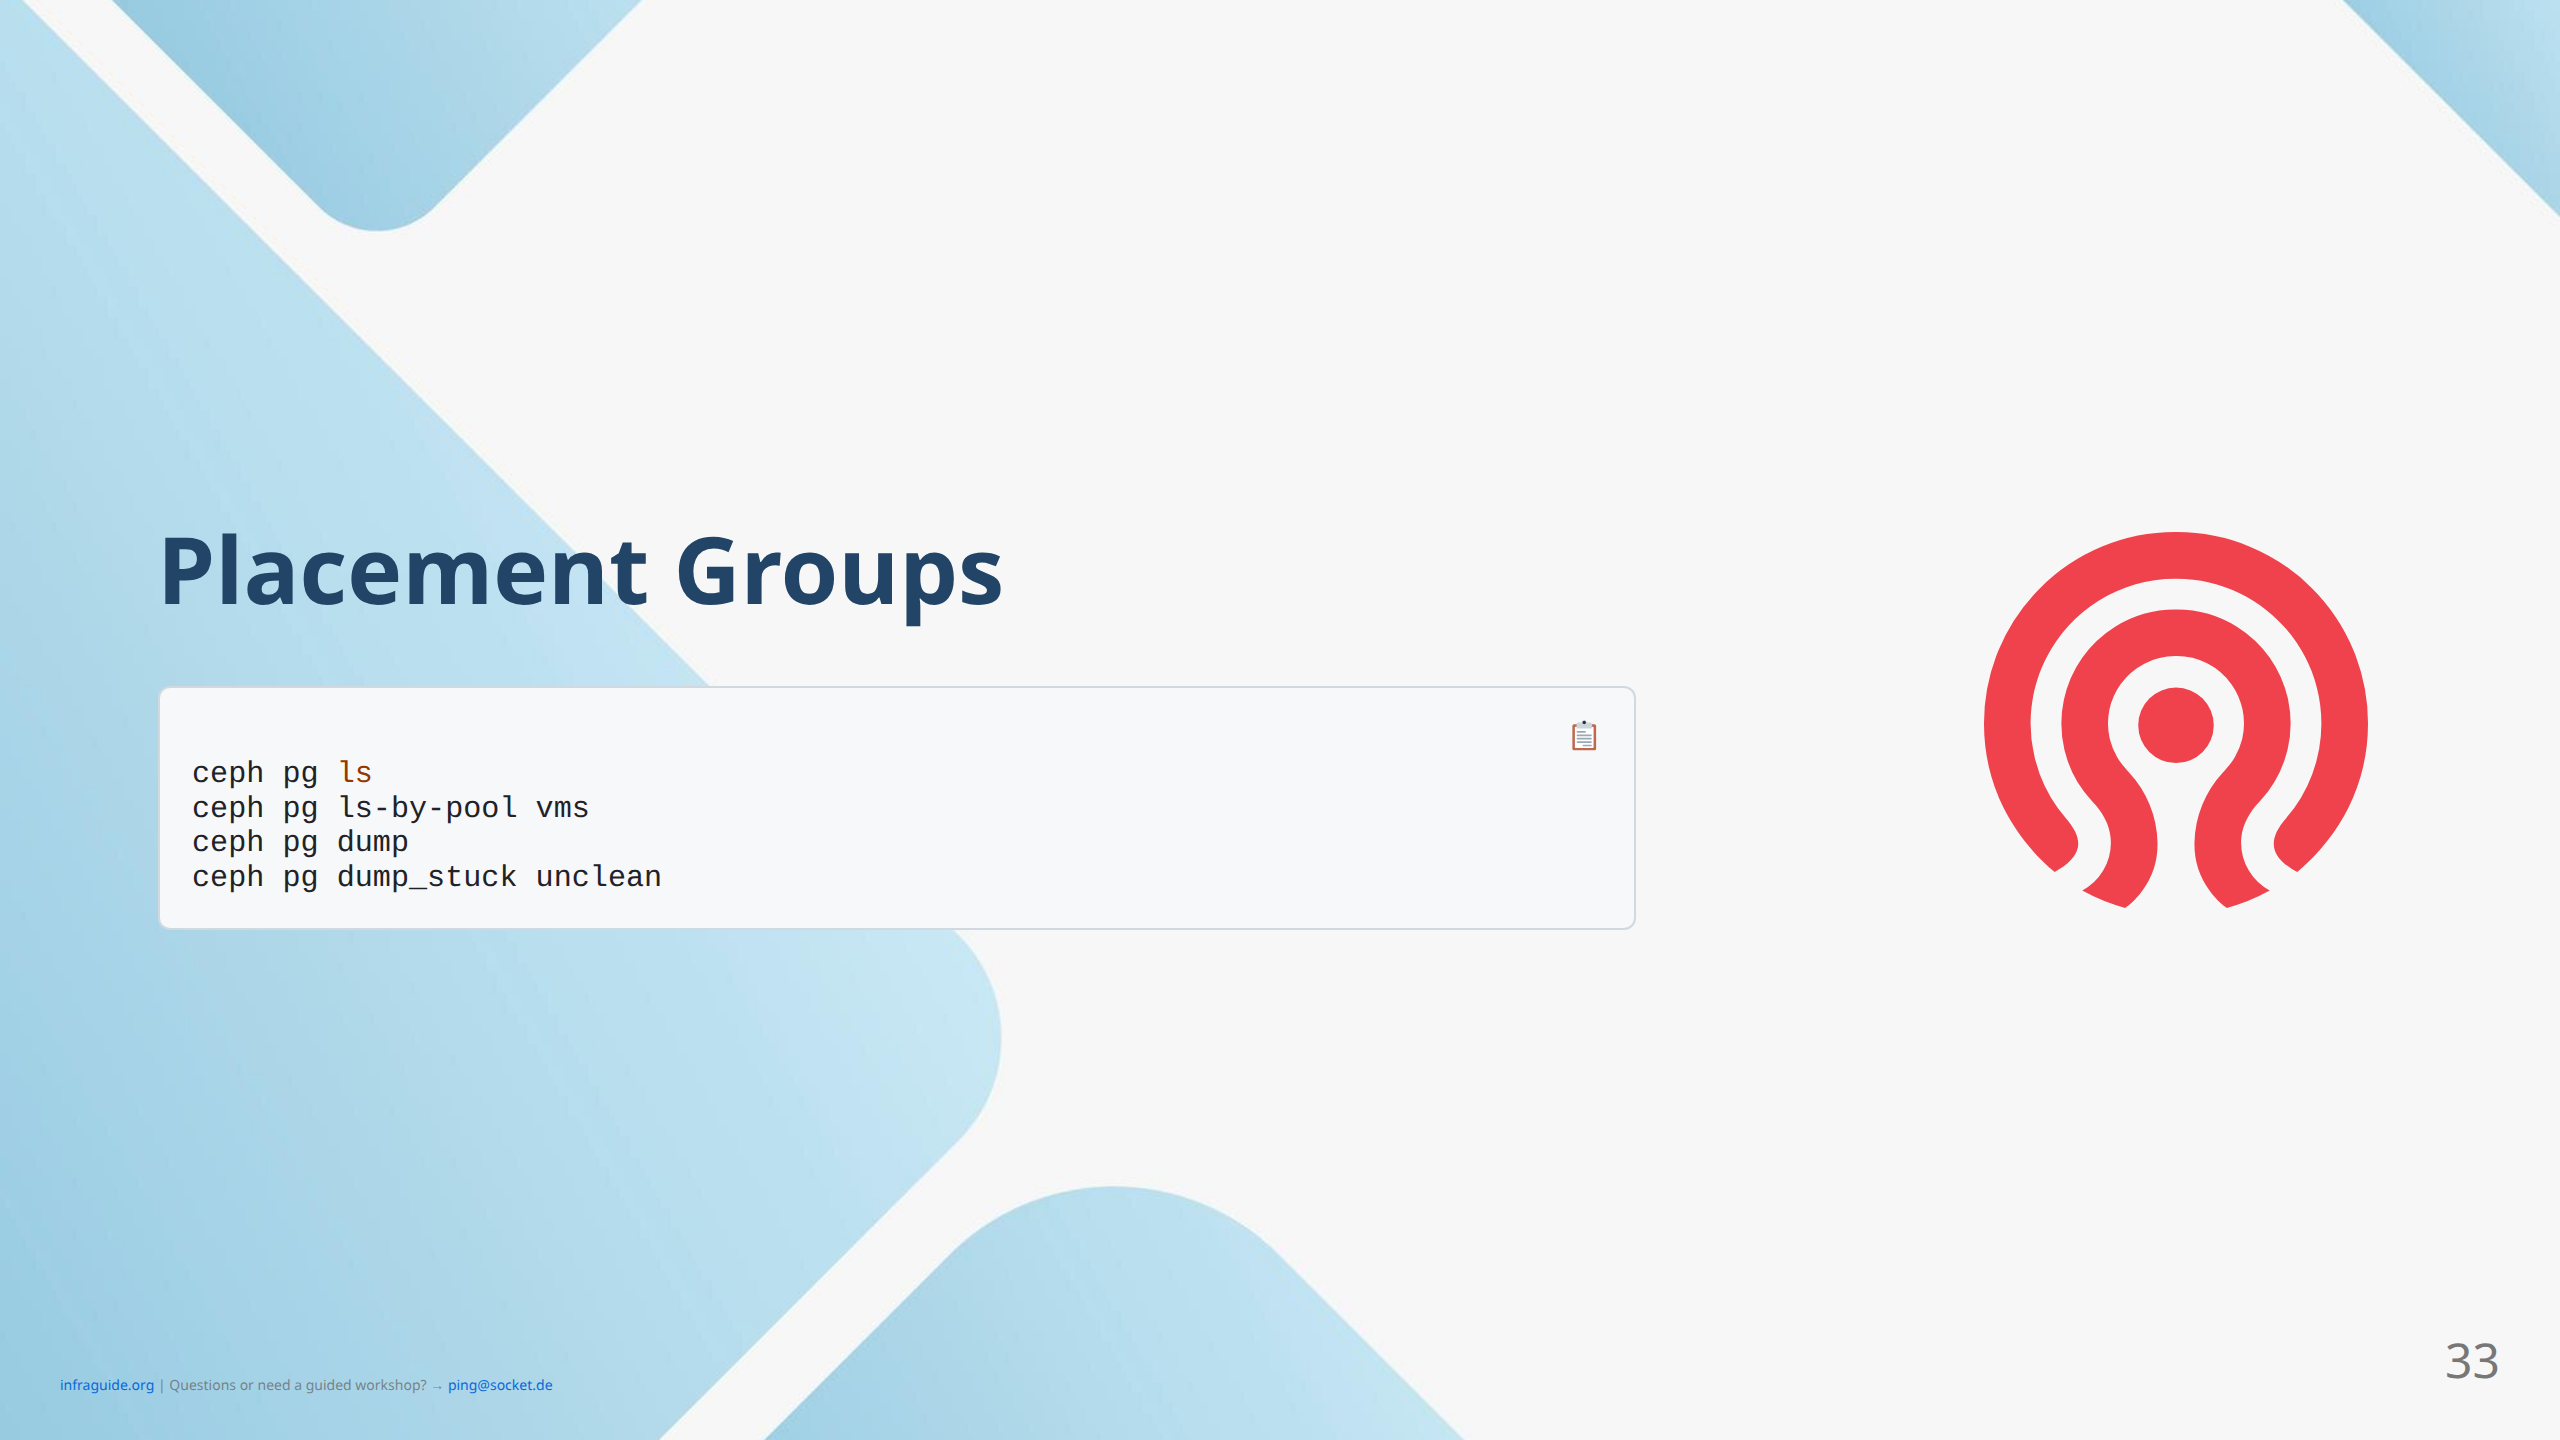 Placement Groups
ceph pg ls
ceph pg ls-by-pool vms
ceph pg dump
ceph pg dump_stuck unclean
infraguide.org | Questions or need a guided workshop? → ping@socket.de
33